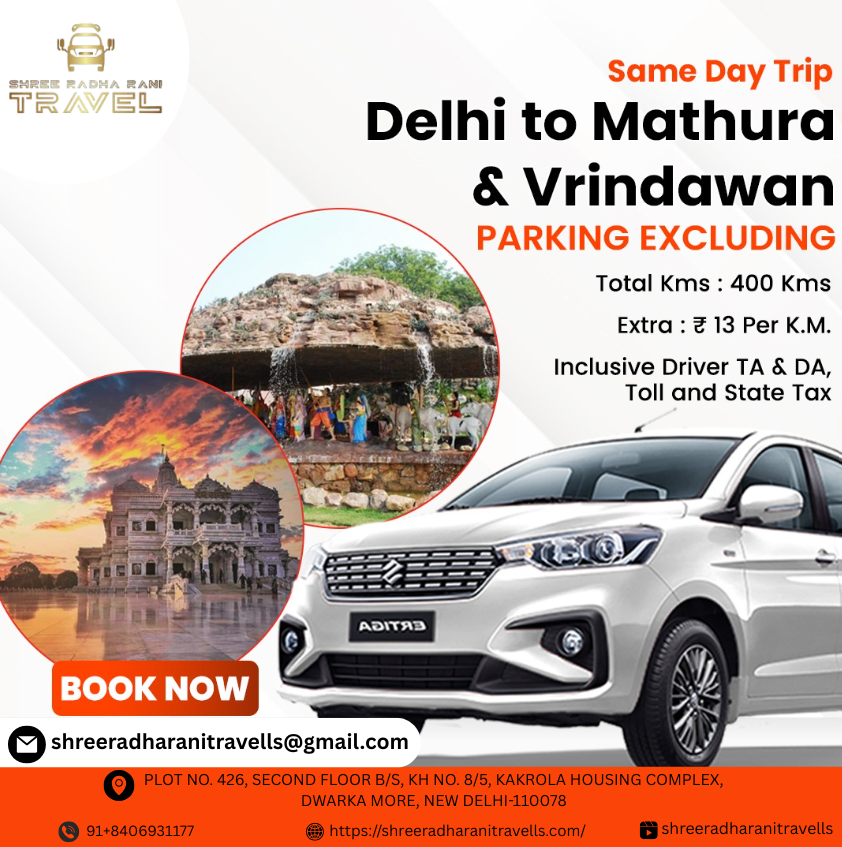 SHREE RADHA RANI
TRAVEL
Same Day Trip
Delhi to Mathura
& Vrindawan
PARKING EXCLUDING
Total Kms : 400 Kms
Extra : ₹ 13 Per K.M.
Inclusive Driver TA & DA,
Toll and State Tax
ERTIGA
BOOK NOW
shreeradharanitravells@gmail.com
PLOT NO. 426, SECOND FLOOR B/S, KH NO. 8/5, KAKROLA HOUSING COMPLEX,
DWARKA MORE, NEW DELHI-110078
91+8406931177
https://shreeradharanitravells.com/
shreeradharanitravells